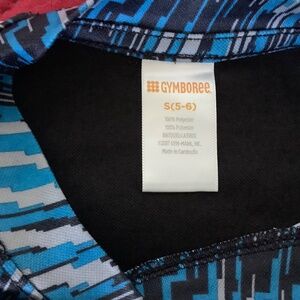 GYMBOREE
S(5-6)
100% Polyester
100% Polyester
Made in Cambodia